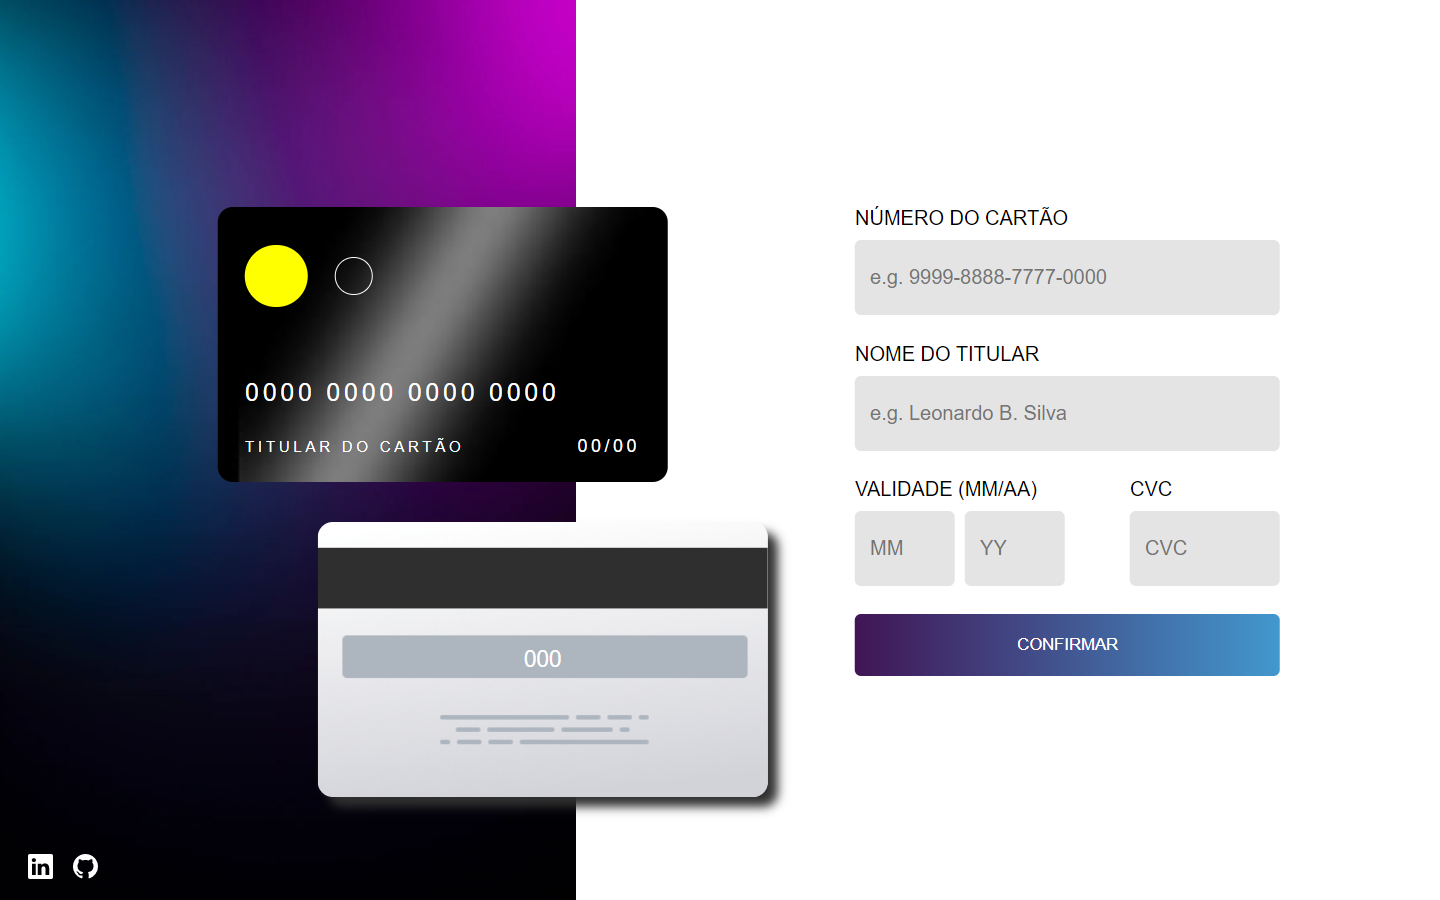 0000 0000 0000 0000
TITULAR DO CARTÃO 00/00
000
in
NÚMERO DO CARTÃO
e.g. 9999-8888-7777-0000
NOME DO TITULAR
e.g. Leonardo B. Silva
VALIDADE (MM/AA) CVC
MM YY CVC
CONFIRMAR